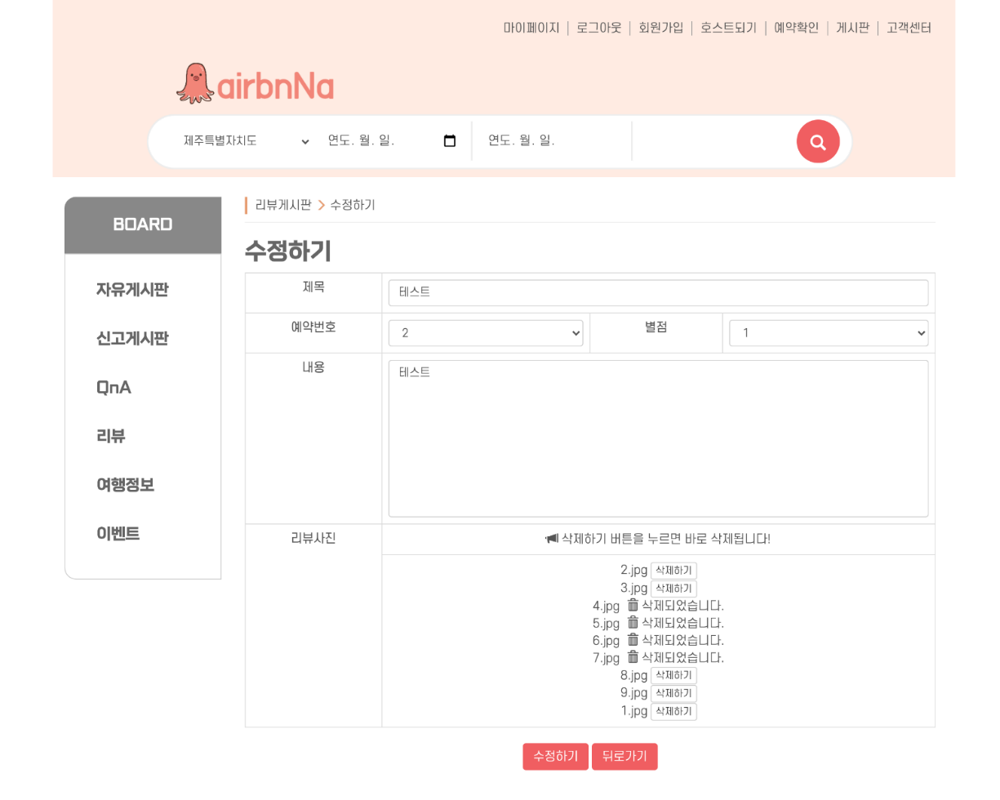 마이페이지 | 로그아웃 | 회원가입 | 호스트되기 | 예약확인 | 게시판 | 고객센터
airbnNa
제주특별자치도 연도. 월. 일. 연도. 월. 일.
BOARD
자유게시판
신고게시판
QnA
리뷰
여행정보
이벤트
리뷰게시판 > 수정하기
수정하기
제목 테스트
예약번호 2 별점 1
내용 테스트
리뷰사진 삭제하기 버튼을 누르면 바로 삭제됩니다!
2.jpg 삭제하기
3.jpg 삭제하기
4.jpg 삭제되었습니다.
5.jpg 삭제되었습니다.
6.jpg 삭제되었습니다.
7.jpg 삭제되었습니다.
8.jpg 삭제하기
9.jpg 삭제하기
1.jpg 삭제하기
수정하기 뒤로가기